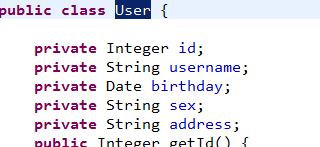 public class User {
private Integer id;
private String username;
private Date birthday;
private String sex;
private String address;
public Integer getId() {